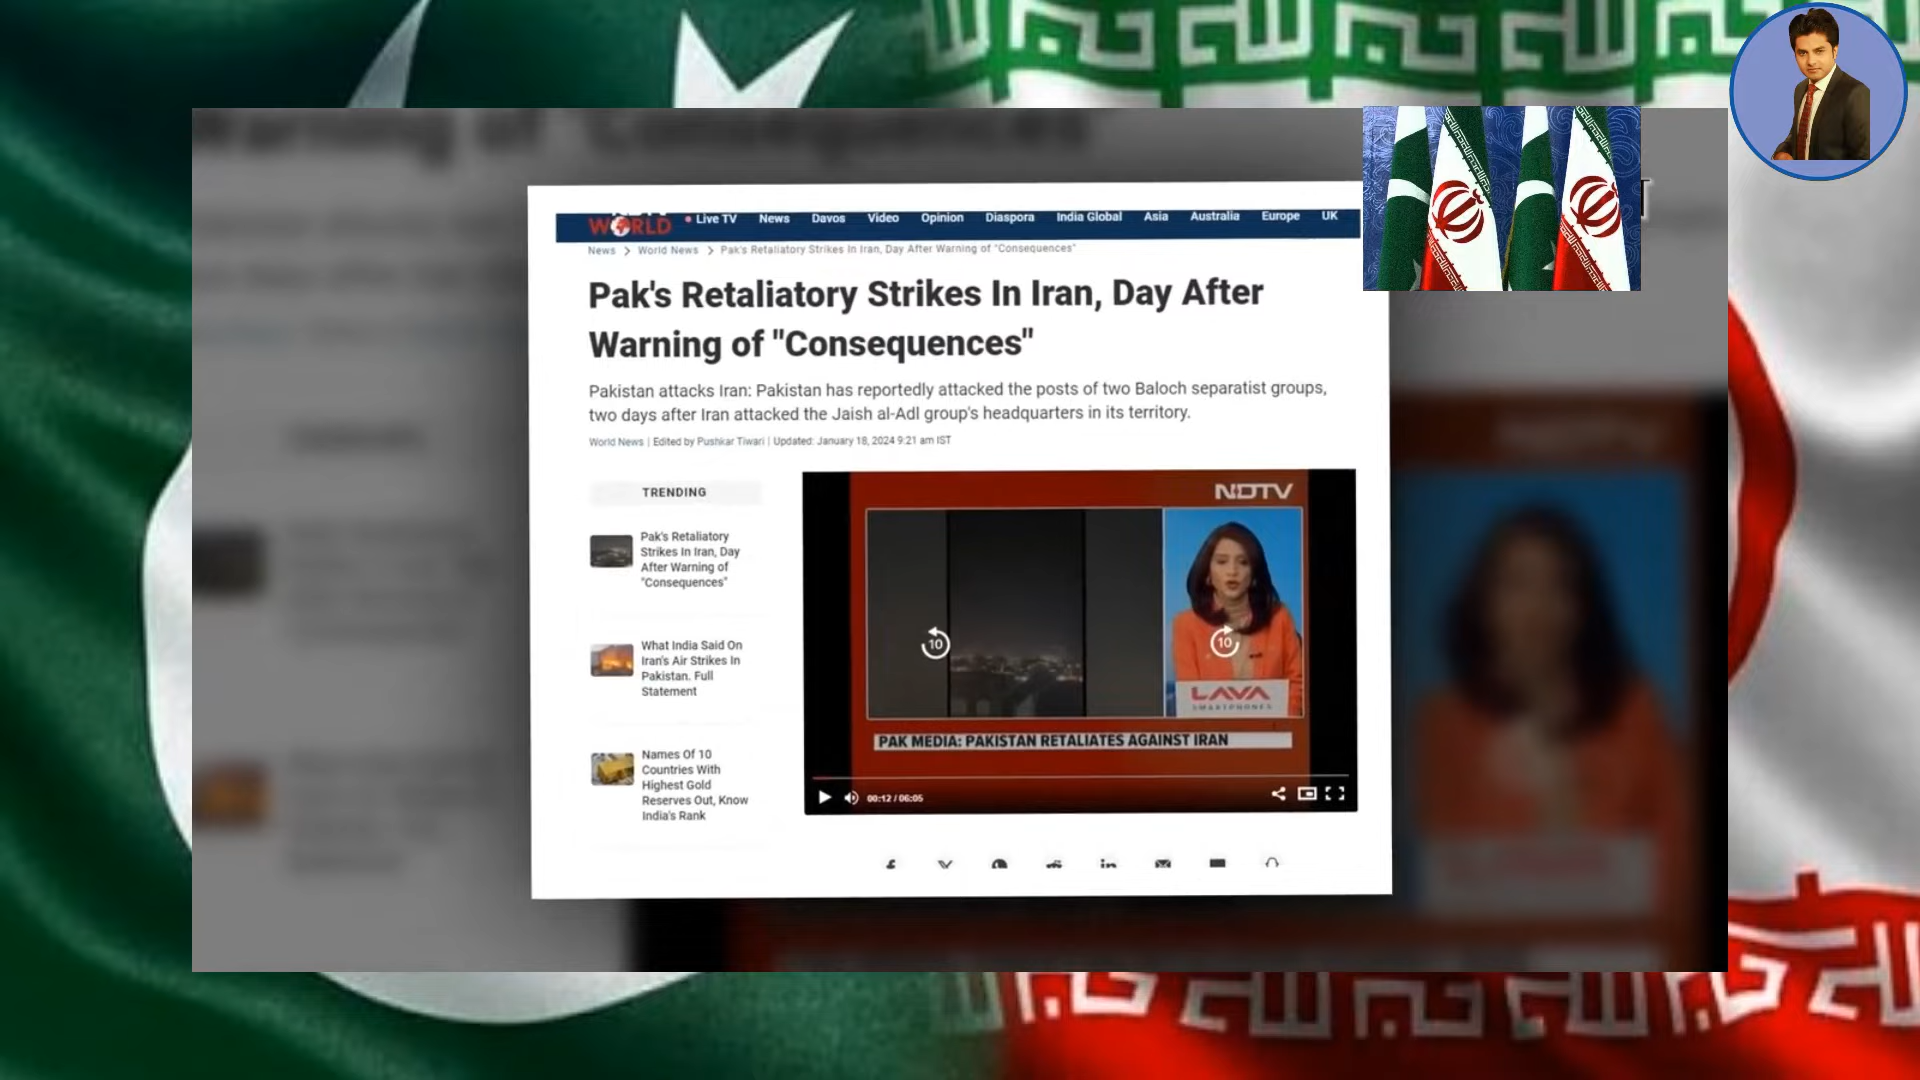 NDTV
WORLD
Live TV News Davos Video Opinion Diaspora India Global Asia Australia Europe UK
News > World News > Pak's Retaliatory Strikes In Iran, Day After Warning of "Consequences"
Pak's Retaliatory Strikes In Iran, Day After
Warning of "Consequences"
Pakistan attacks Iran: Pakistan has reportedly attacked the posts of two Baloch separatist groups,
two days after Iran attacked the Jaish al-Adl group's headquarters in its territory.
World News | Edited by Pushkar Tiwari | Updated: January 18, 2024 9:21 am IST
TRENDING
Pak's Retaliatory
Strikes In Iran, Day
After Warning of
"Consequences"
What India Said On
Iran's Air Strikes In
Pakistan. Full
Statement
Names Of 10
Countries With
Highest Gold
Reserves Out, Know
India's Rank
NDTV
10
10
LAVA
SMARTPHONES
PAK MEDIA: PAKISTAN RETALIATES AGAINST IRAN
00:12 / 06:05